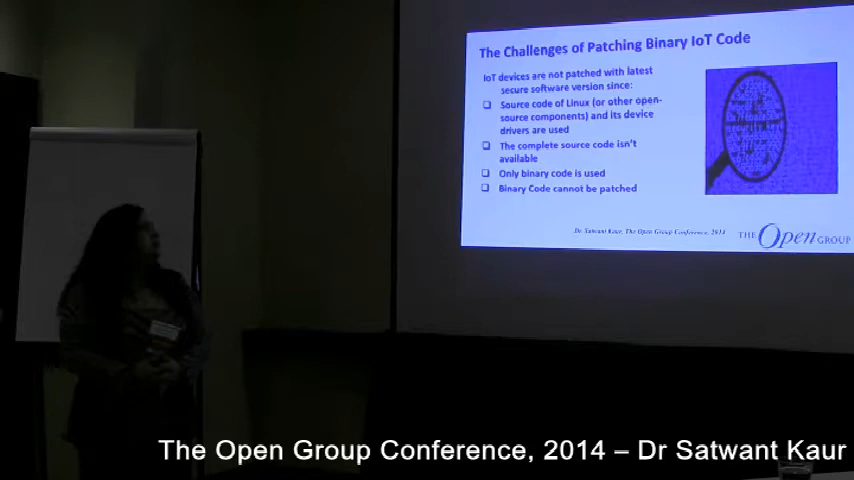 The Challenges of Patching Binary IoT Code
IoT devices are not patched with latest
secure software version since:
Source code of Linux (or other open-
source components) and its device
drivers are used
The complete source code isn't
available
Only binary code is used
Binary Code cannot be patched
Dr. Satwant Kaur, The Open Group Conference, 2014
THE Open GROUP
The Open Group Conference, 2014 – Dr Satwant Kaur